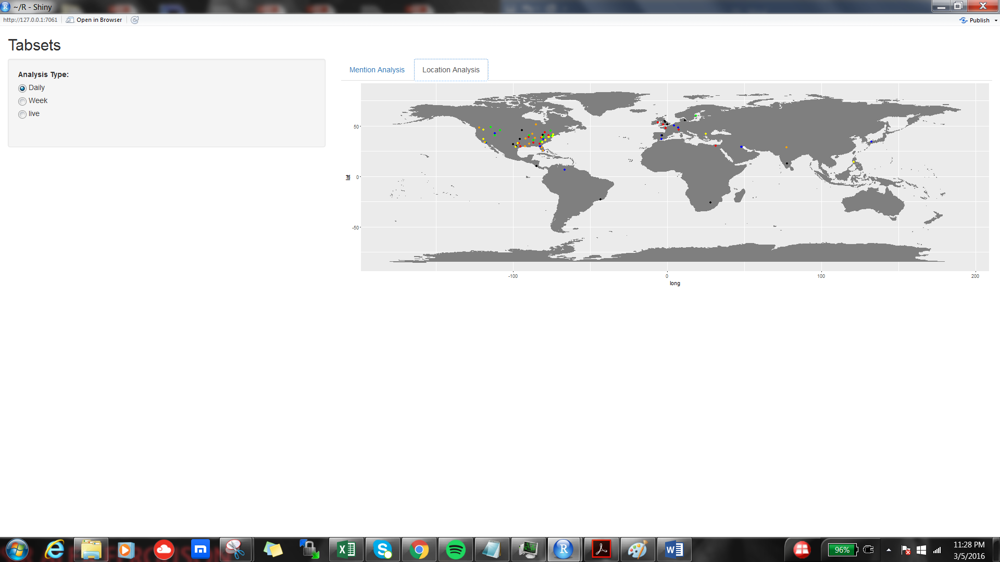 ~/R - Shiny
http://127.0.0.1:7061
Open in Browser
Publish
Tabsets
Analysis Type:
Daily
Week
live
Mention Analysis
Location Analysis
50
0
-50
lat
-100
0
100
200
long
96%
11:28 PM
3/5/2016